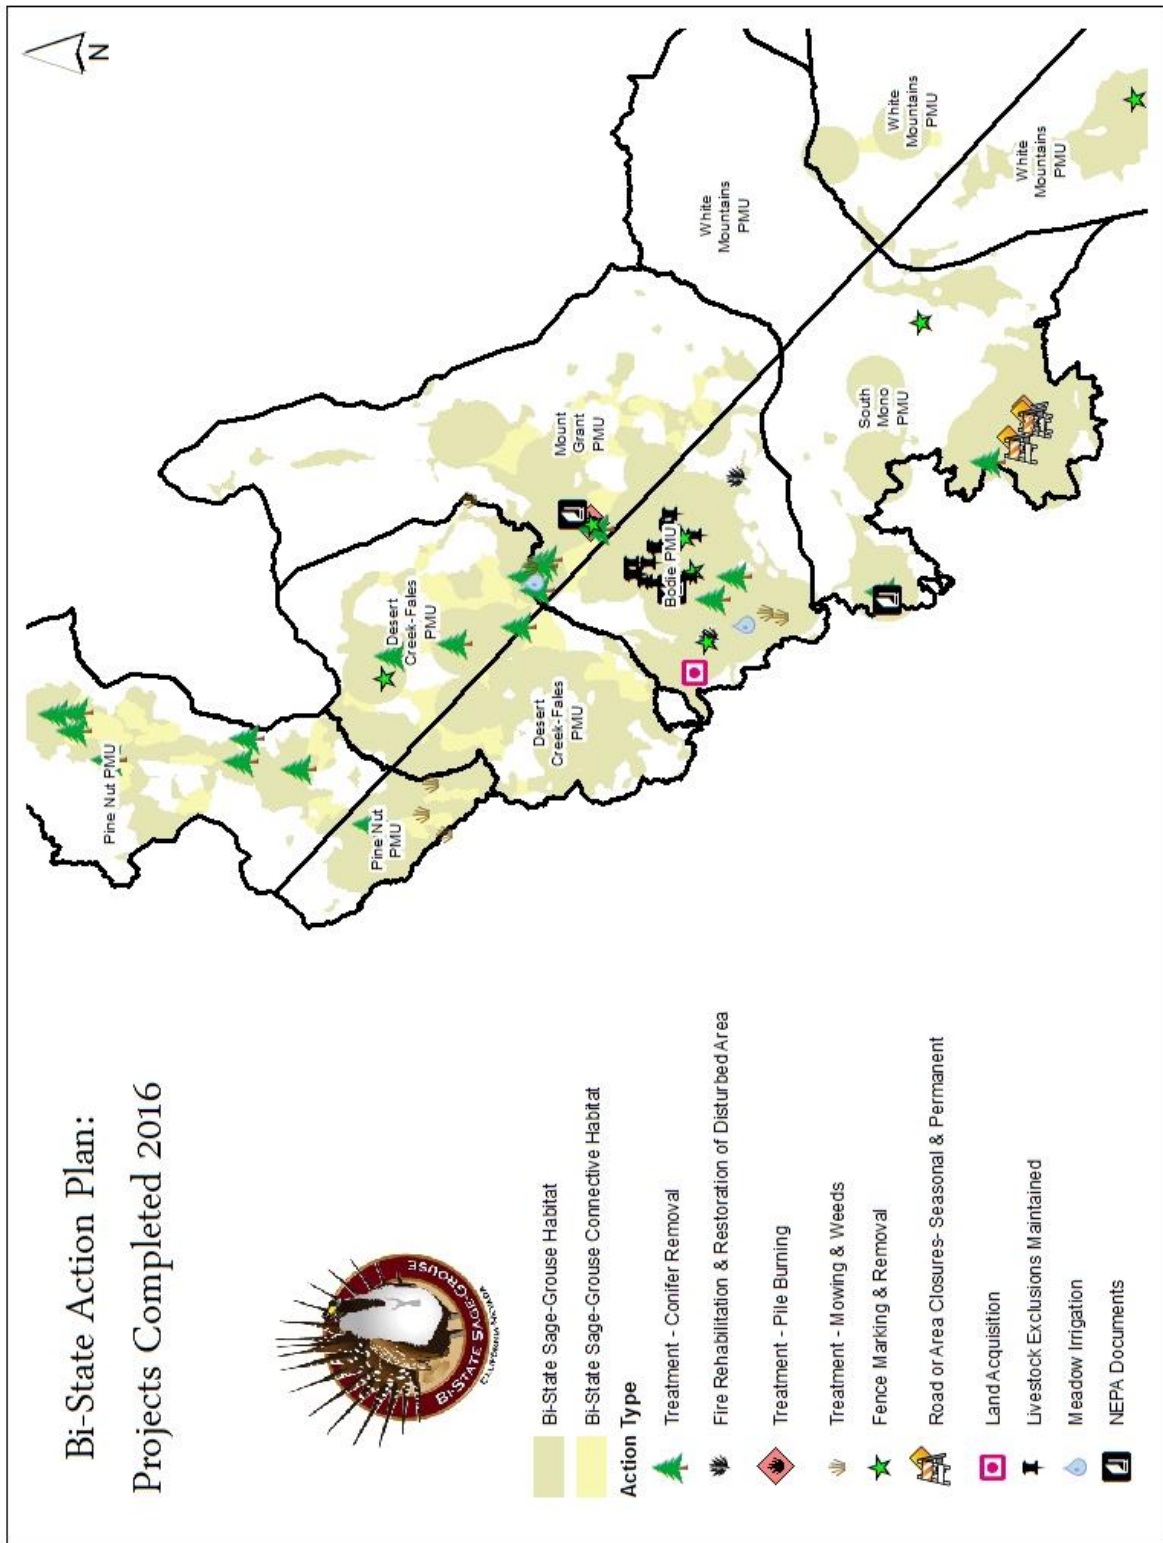 Bi-State Action Plan:
Projects Completed 2016
BI-STATE SAGE-GROUSE
CALIFORNIA-NEVADA
Bi-State Sage-Grouse Habitat
Bi-State Sage-Grouse Connective Habitat
Action Type
Treatment - Conifer Removal
Fire Rehabilitation & Restoration of Disturbed Area
Treatment - Pile Burning
Treatment - Mowing & Weeds
Fence Marking & Removal
Road or Area Closures- Seasonal & Permanent
Land Acquisition
Livestock Exclusions Maintained
Meadow Irrigation
NEPA Documents
N
Pine Nut PMU
Pine Nut
PMU
Desert
Creek-Fales
PMU
Desert
Creek-Fales
PMU
Mount
Grant
PMU
Bodie PMU
South
Mono
PMU
White
Mountains
PMU
White
Mountains
PMU
White
Mountains
PMU